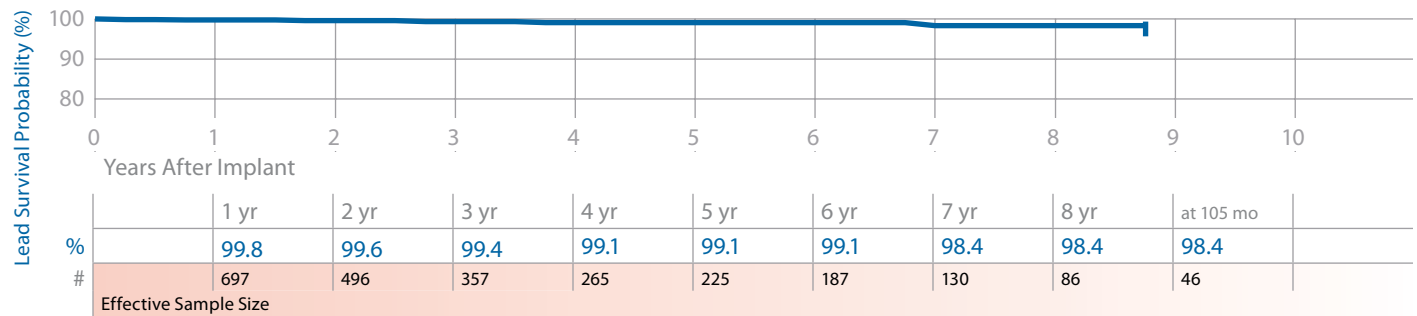 Lead Survival Probability (%)
100
90
80
0 1 2 3 4 5 6 7 8 9 10
Years After Implant
1 yr 2 yr 3 yr 4 yr 5 yr 6 yr 7 yr 8 yr at 105 mo
% 99.8 99.6 99.4 99.1 99.1 99.1 98.4 98.4 98.4
# 697 496 357 265 225 187 130 86 46
Effective Sample Size